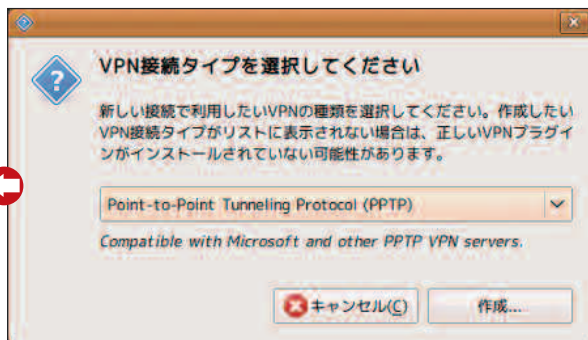 VPN接続タイプを選択してください
新しい接続で利用したいVPNの種類を選択してください。作成したい
VPN接続タイプがリストに表示されない場合は、正しいVPNプラグイ
ンがインストールされていない可能性があります。
Point-to-Point Tunneling Protocol (PPTP)
Compatible with Microsoft and other PPTP VPN servers.
キャンセル(C) 作成...